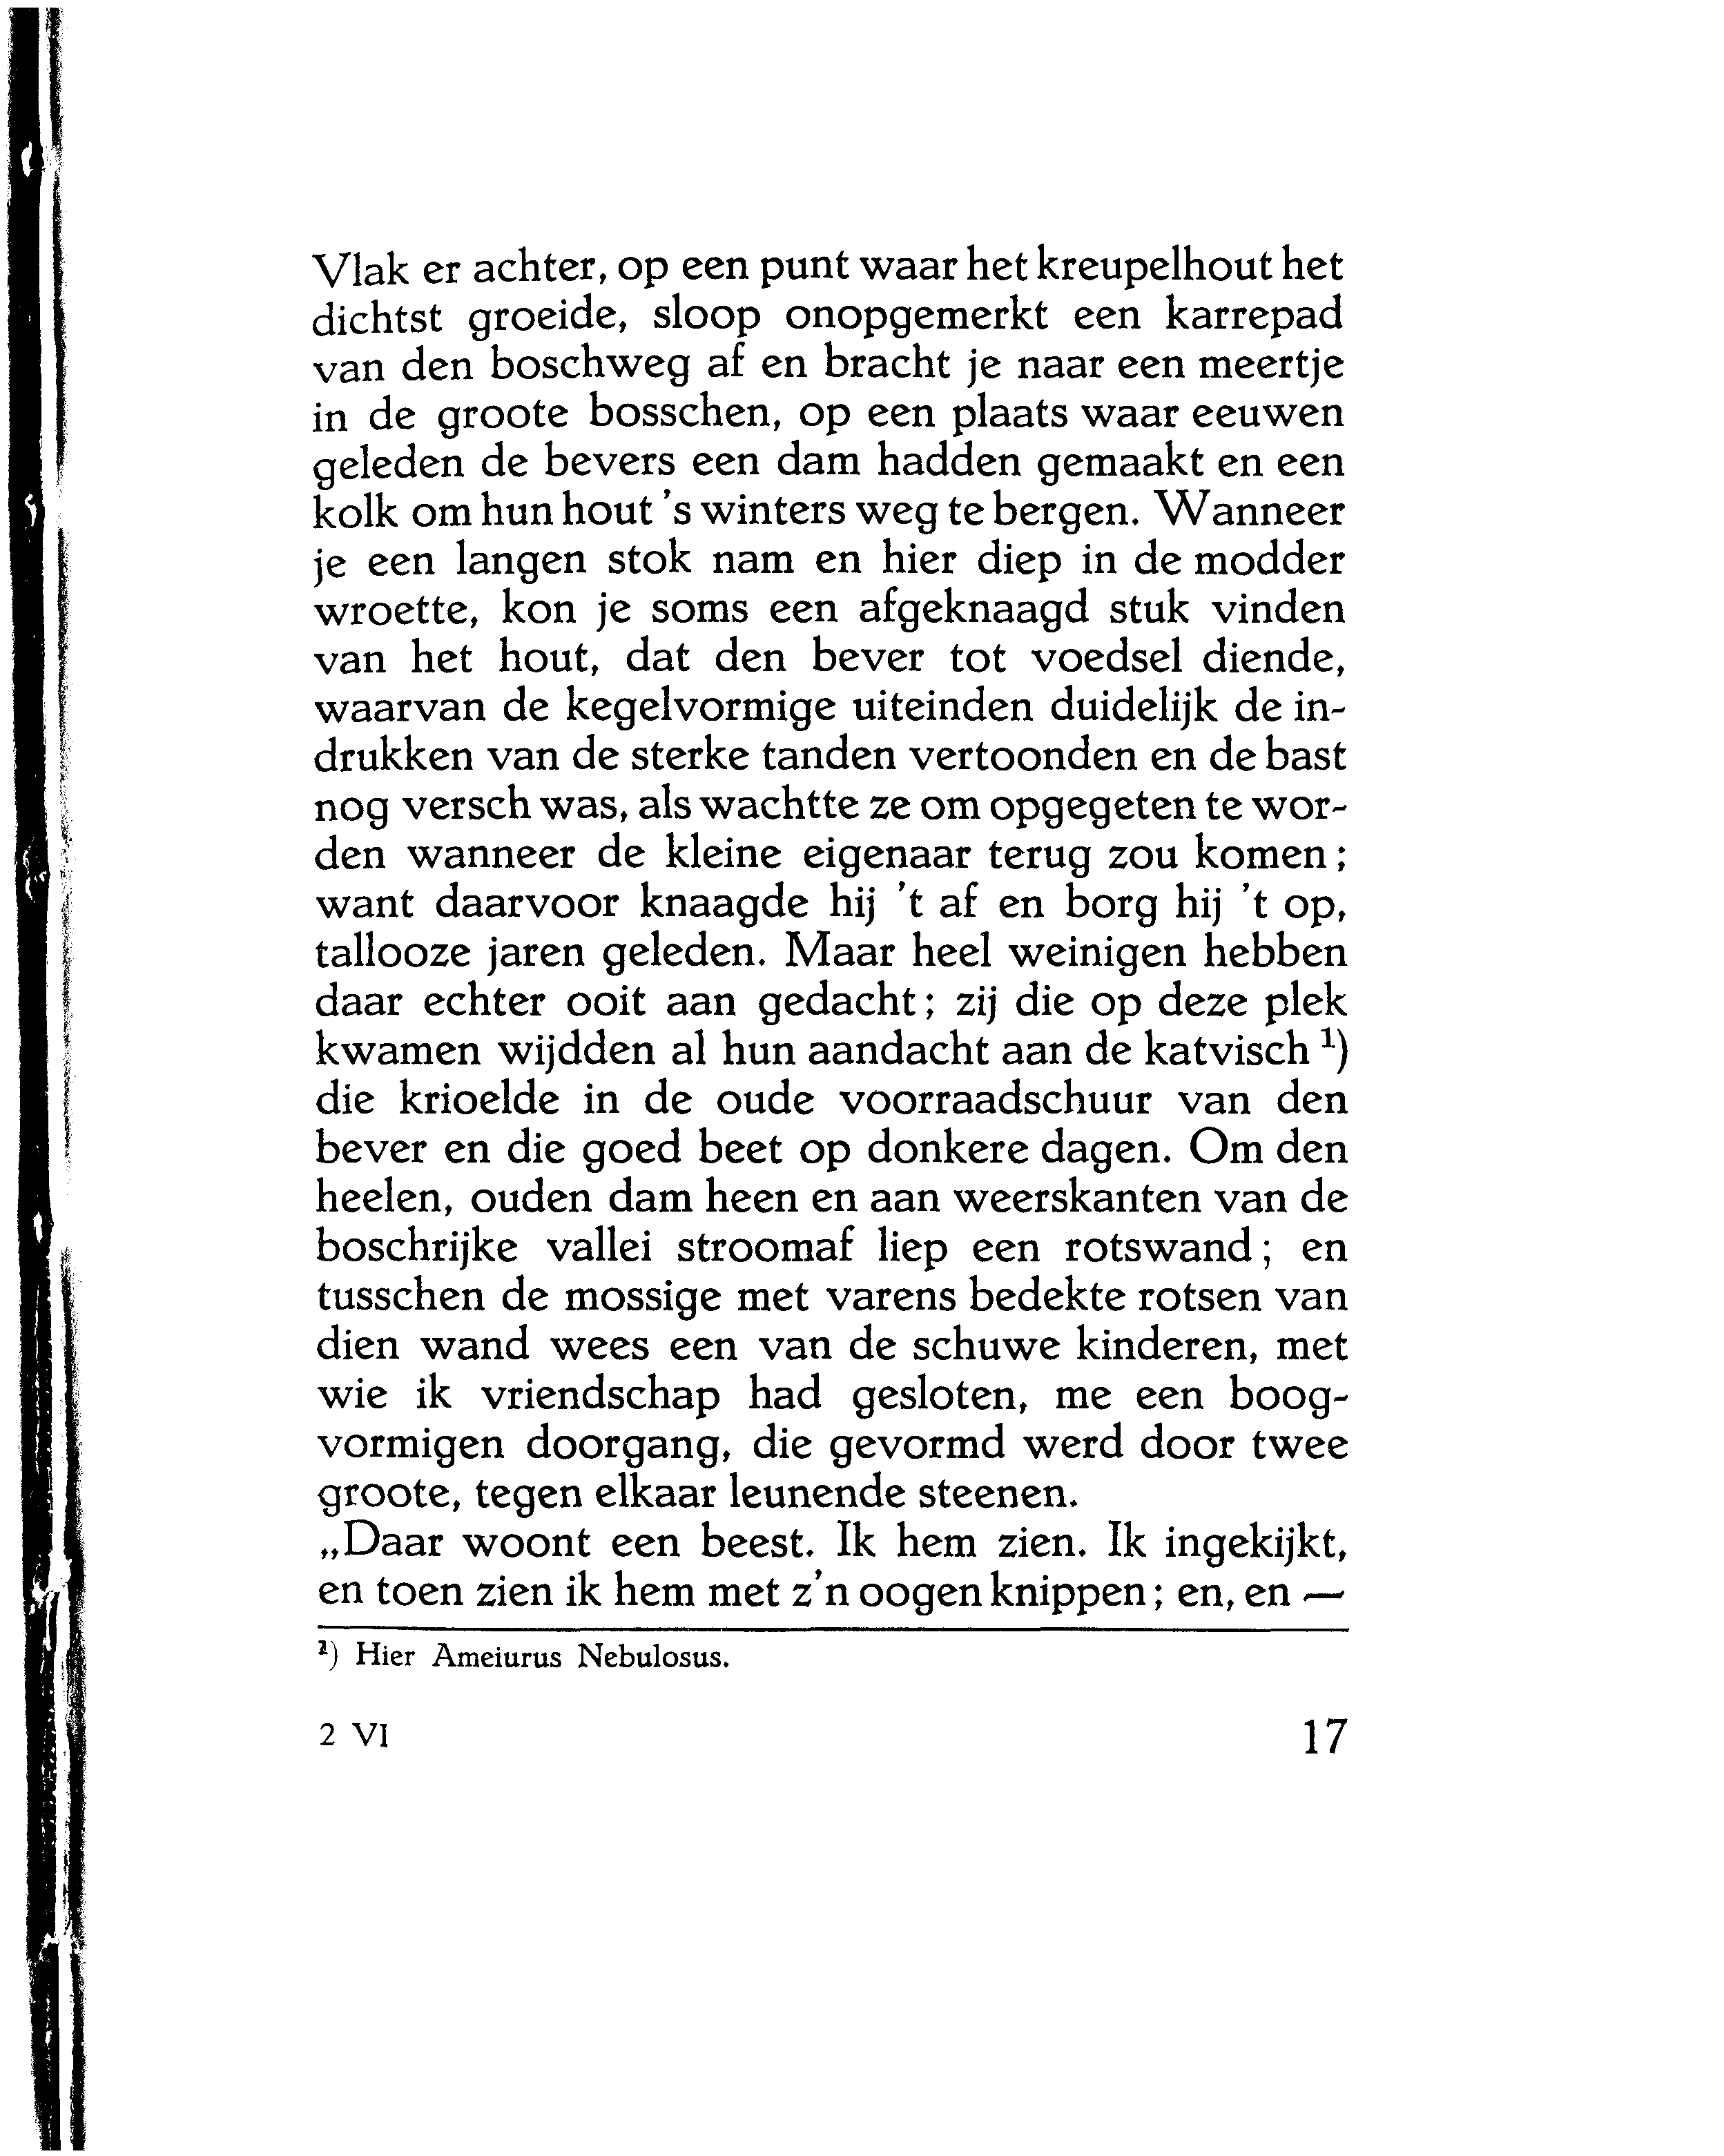 Vlak er achter, op een punt waar het kreupelhout het
dichtst groeide, sloop onopgemerkt een karrepad
van den boschweg af en bracht je naar een meertje
in de groote bosschen, op een plaats waar eeuwen
geleden de bevers een dam hadden gemaakt en een
kolk om hun hout 's winters weg te bergen. Wanneer
je een langen stok nam en hier diep in de modder
wroette, kon je soms een afgeknaagd stuk vinden
van het hout, dat den bever tot voedsel diende,
waarvan de kegelvormige uiteinden duidelijk de in-
drukken van de sterke tanden vertoonden en de bast
nog versch was, als wachtte ze om opgegeten te wor-
den wanneer de kleine eigenaar terug zou komen;
want daarvoor knaagde hij 't af en borg hij 't op,
tallooze jaren geleden. Maar heel weinigen hebben
daar echter ooit aan gedacht; zij die op deze plek
kwamen wijdden al hun aandacht aan de katvisch ¹)
die krioelde in de oude voorraadschuur van den
bever en die goed beet op donkere dagen. Om den
heelen, ouden dam heen en aan weerskanten van de
boschrijke vallei stroomaf liep een rotswand; en
tusschen de mossige met varens bedekte rotsen van
dien wand wees een van de schuwe kinderen, met
wie ik vriendschap had gesloten, me een boog-
vormigen doorgang, die gevormd werd door twee
groote, tegen elkaar leunende steenen.
„Daar woont een beest. Ik hem zien. Ik ingekijkt,
en toen zien ik hem met z'n oogen knippen; en, en —
¹) Hier Ameiurus Nebulosus.
2 VI 17